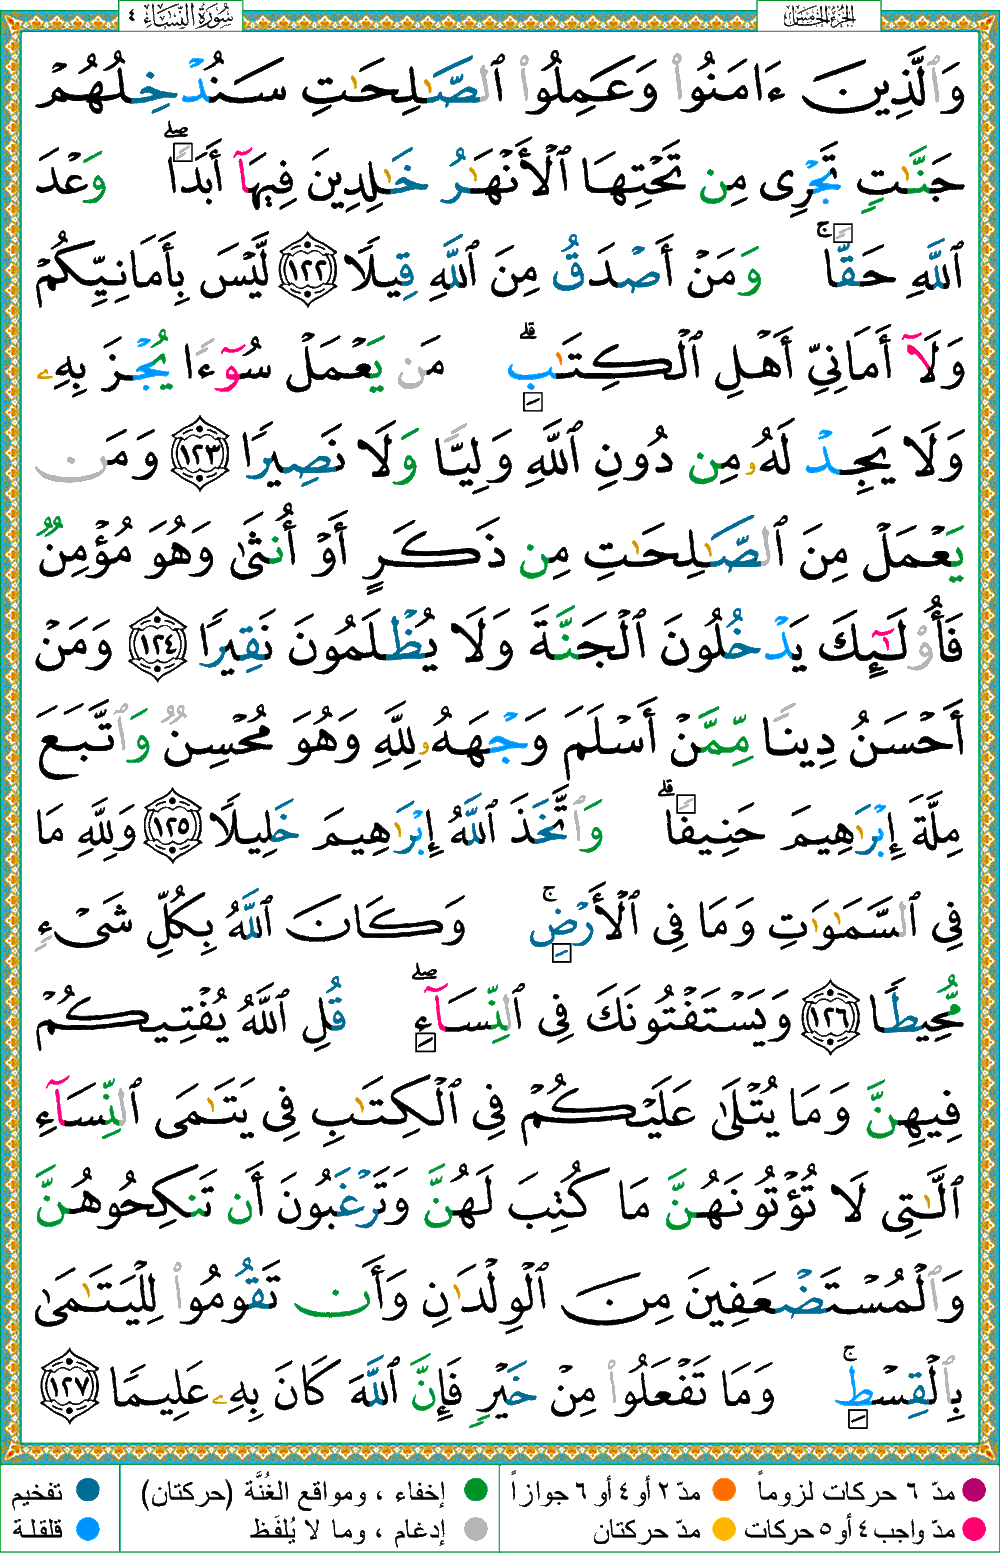 الجزء الخامس
سُورَةُ النِّسَاءِ ٤
وَٱلَّذِينَ ءَامَنُوا۟ وَعَمِلُوا۟ ٱلصَّـٰلِحَـٰتِ سَنُدْخِلُهُمْ
جَنَّـٰتٍ تَجْرِى مِن تَحْتِهَا ٱلْأَنْهَـٰرُ خَـٰلِدِينَ فِيهَآ أَبَدًا ۖ وَعْدَ
ٱللَّهِ حَقًّا ۚ وَمَنْ أَصْدَقُ مِنَ ٱللَّهِ قِيلًا ١٢٢ لَّيْسَ بِأَمَانِيِّكُمْ
وَلَآ أَمَانِىِّ أَهْلِ ٱلْكِتَـٰبِ ۗ مَن يَعْمَلْ سُوٓءًا يُجْزَ بِهِۦ
وَلَا يَجِدْ لَهُۥ مِن دُونِ ٱللَّهِ وَلِيًّا وَلَا نَصِيرًا ١٢٣ وَمَن
يَعْمَلْ مِنَ ٱلصَّـٰلِحَـٰتِ مِن ذَكَرٍ أَوْ أُنثَىٰ وَهُوَ مُؤْمِنٌ
فَأُو۟لَـٰٓئِكَ يَدْخُلُونَ ٱلْجَنَّةَ وَلَا يُظْلَمُونَ نَقِيرًا ١٢٤ وَمَنْ
أَحْسَنُ دِينًا مِّمَّنْ أَسْلَمَ وَجْهَهُۥ لِلَّهِ وَهُوَ مُحْسِنٌ وَٱتَّبَعَ
مِلَّةَ إِبْرَٰهِيمَ حَنِيفًا ۗ وَٱتَّخَذَ ٱللَّهُ إِبْرَٰهِيمَ خَلِيلًا ١٢٥ وَلِلَّهِ مَا
فِى ٱلسَّمَـٰوَٰتِ وَمَا فِى ٱلْأَرْضِ ۚ وَكَانَ ٱللَّهُ بِكُلِّ شَىْءٍ
مُّحِيطًا ١٢٦ وَيَسْتَفْتُونَكَ فِى ٱلنِّسَآءِ ۖ قُلِ ٱللَّهُ يُفْتِيكُمْ
فِيهِنَّ وَمَا يُتْلَىٰ عَلَيْكُمْ فِى ٱلْكِتَـٰبِ فِى يَتَـٰمَى ٱلنِّسَآءِ
ٱلَّـٰتِى لَا تُؤْتُونَهُنَّ مَا كُتِبَ لَهُنَّ وَتَرْغَبُونَ أَن تَنكِحُوهُنَّ
وَٱلْمُسْتَضْعَفِينَ مِنَ ٱلْوِلْدَٰنِ وَأَن تَقُومُوا۟ لِلْيَتَـٰمَىٰ
بِٱلْقِسْطِ ۚ وَمَا تَفْعَلُوا۟ مِنْ خَيْرٍ فَإِنَّ ٱللَّهَ كَانَ بِهِۦ عَلِيمًا ١٢٧
مدّ ٦ حركات لزوماً
مدّ ٢ أو ٤ أو ٦ جوازاً
إخفاء ، ومواقع الغُنَّة (حركتان)
تفخيم
مدّ واجب ٤ أو ٥ حركات
مدّ حركتان
إدغام ، وما لا يُلفَظ
قلقلة